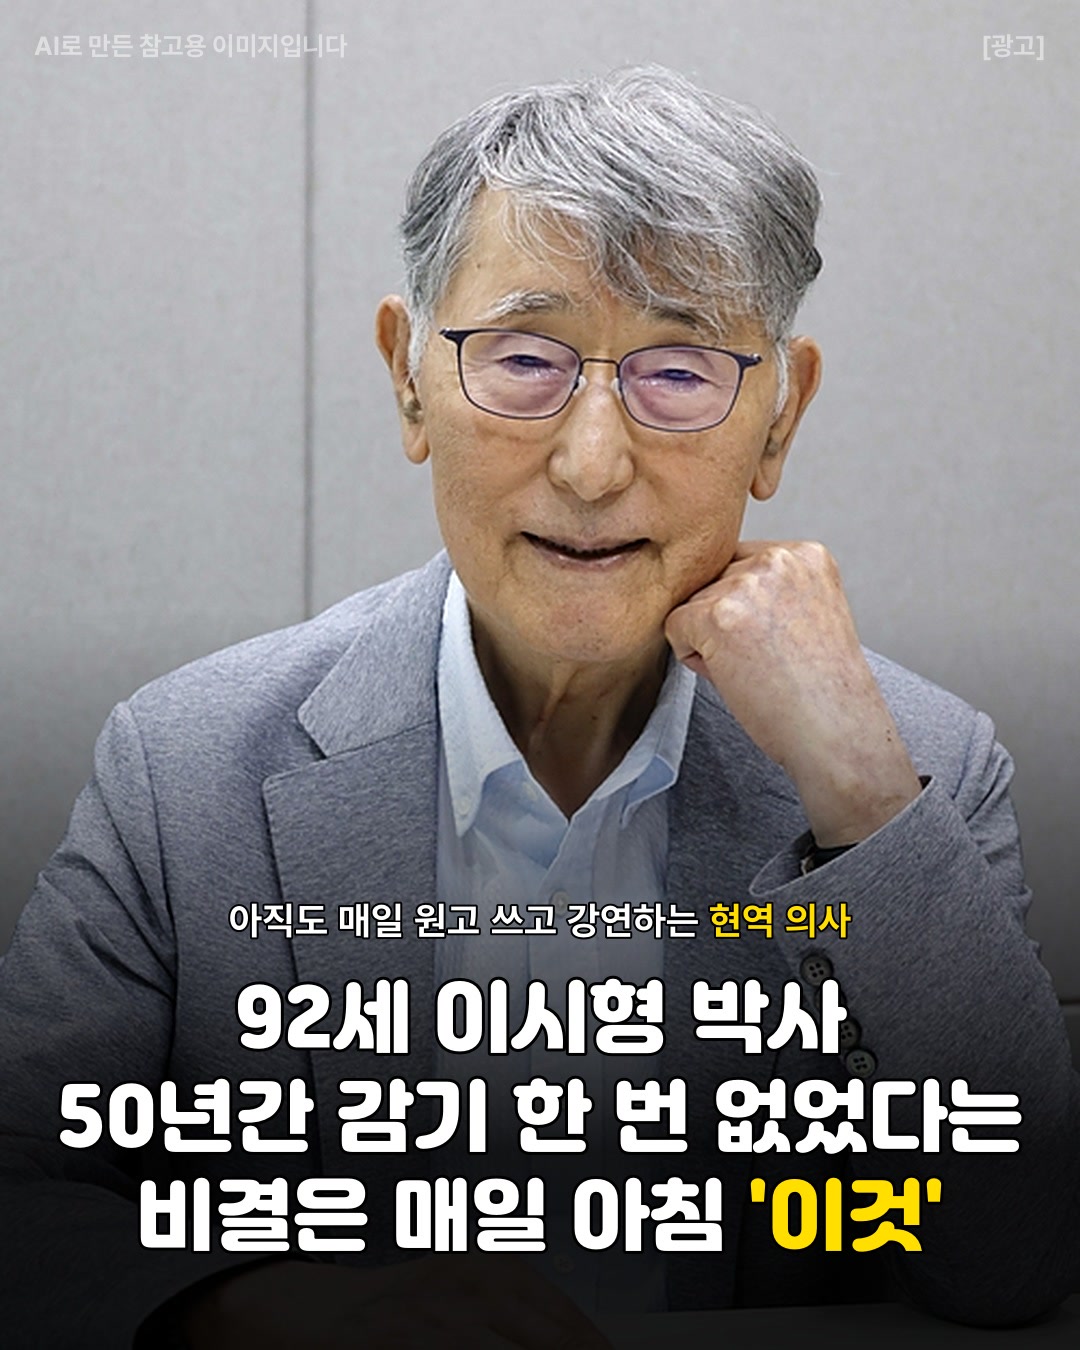 AI로 만든 참고용 이미지입니다
[광고]
아직도 매일 원고 쓰고 강연하는 현역 의사
92세 이시형 박사
50년간 감기 한 번 없었다는
비결은 매일 아침 '이것'